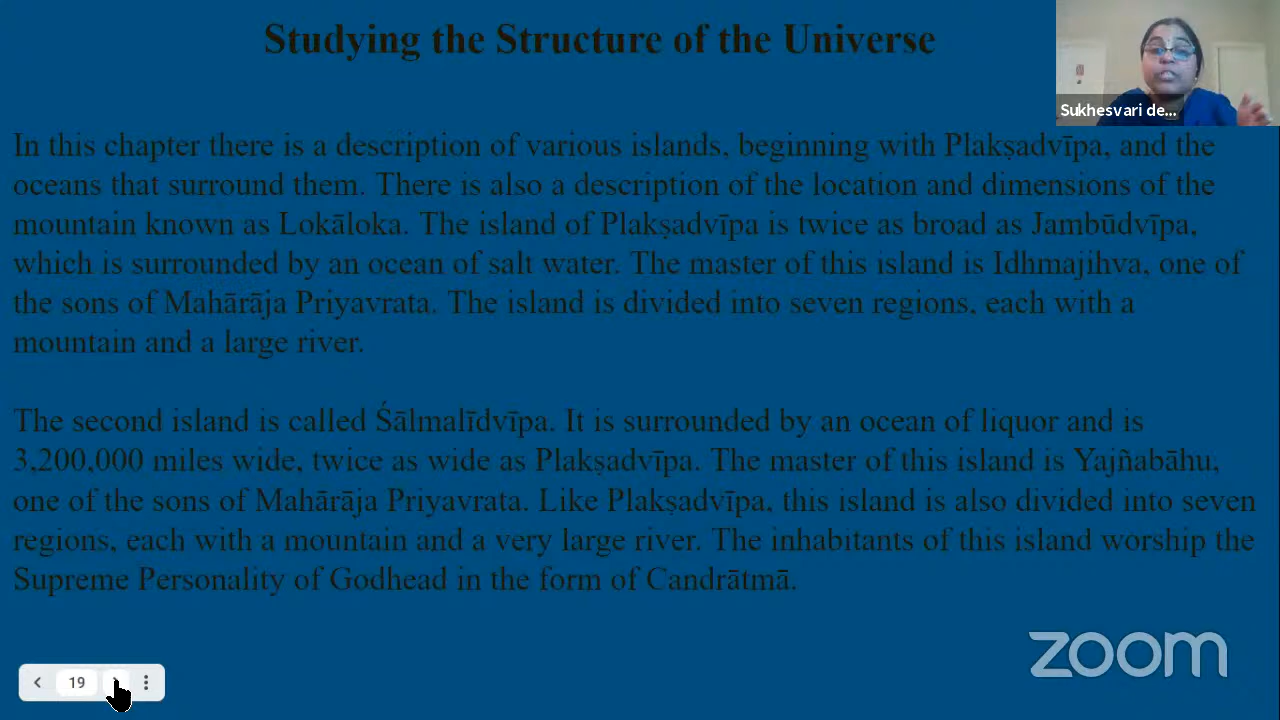 Studying the Structure of the Universe
Sukhesvari de...
In this chapter there is a description of various islands, beginning with Plakṣadvīpa, and the
oceans that surround them. There is also a description of the location and dimensions of the
mountain known as Lokāloka. The island of Plakṣadvīpa is twice as broad as Jambūdvīpa,
which is surrounded by an ocean of salt water. The master of this island is Idhmajihva, one of
the sons of Mahārāja Priyavrata. The island is divided into seven regions, each with a
mountain and a large river.
The second island is called Śālmalīdvīpa. It is surrounded by an ocean of liquor and is
3,200,000 miles wide, twice as wide as Plakṣadvīpa. The master of this island is Yajñabāhu,
one of the sons of Mahārāja Priyavrata. Like Plakṣadvīpa, this island is also divided into seven
regions, each with a mountain and a very large river. The inhabitants of this island worship the
Supreme Personality of Godhead in the form of Candrātmā.
19
zoom